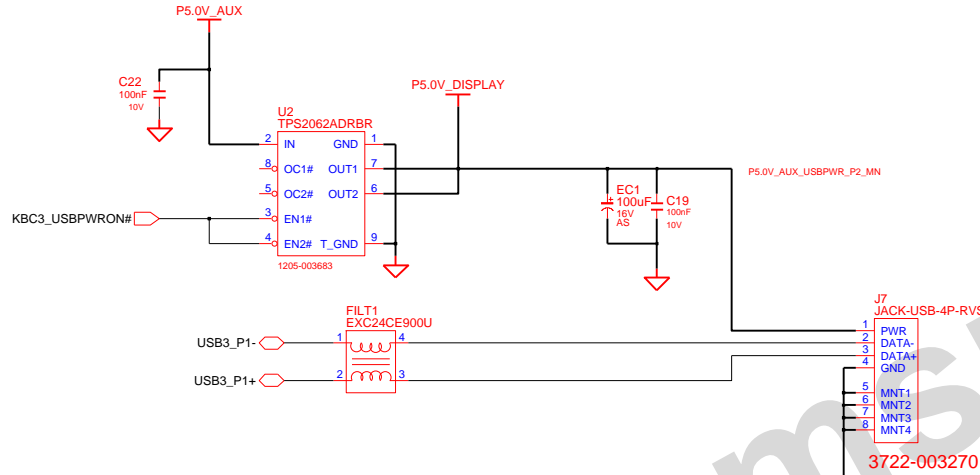 P5.0V_AUX
C22
100nF
10V
P5.0V_DISPLAY
U2
TPS2062ADRBR
2 IN GND 1
8 OC1# OUT1 7
5 OC2# OUT2 6
3 EN1#
4 EN2# T_GND 9
1205-003683
KBC3_USBPWRON#
EC1
100uF
16V
AS
C19
100nF
10V
P5.0V_AUX_USBPWR_P2_MN
FILT1
EXC24CE900U
USB3_P1- 1 4
USB3_P1+ 2 3
J7
JACK-USB-4P-RVS
1 PWR
2 DATA-
3 DATA+
4 GND
5 MNT1
6 MNT2
7 MNT3
8 MNT4
3722-003270